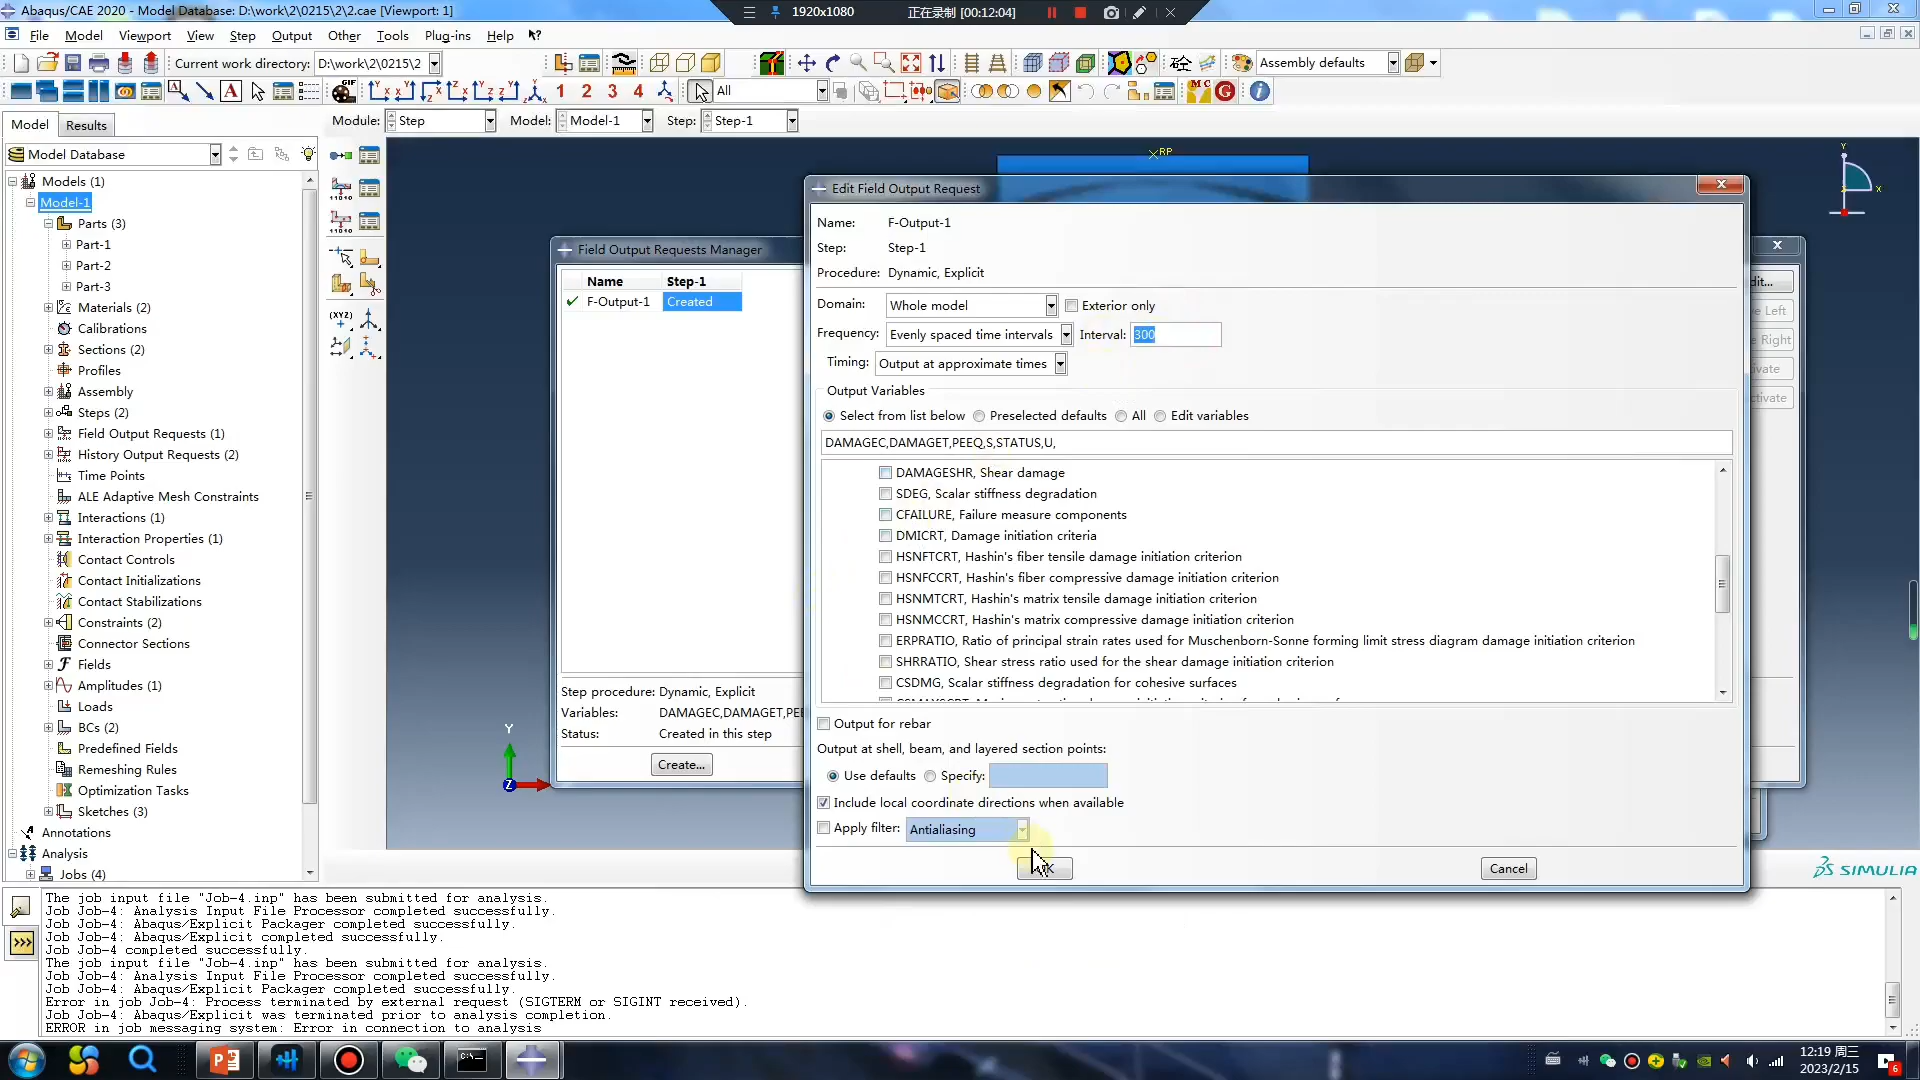 Abaqus/CAE 2020 - Model Database: D:\work\2\0215\2\2.cae [Viewport: 1]
1920x1080 正在录制 [00:12:04]
File Model Viewport View Step Output Other Tools Plug-ins Help
Current work directory: D:\work\2\0215\2
Assembly defaults
1 2 3 4 All
Module: Step Model: Model-1 Step: Step-1
Model Results
Model Database
Models (1)
Model-1
Parts (3)
Part-1
Part-2
Part-3
Materials (2)
Calibrations
Sections (2)
Profiles
Assembly
Steps (2)
Field Output Requests (1)
History Output Requests (2)
Time Points
ALE Adaptive Mesh Constraints
Interactions (1)
Interaction Properties (1)
Contact Controls
Contact Initializations
Contact Stabilizations
Constraints (2)
Connector Sections
Fields
Amplitudes (1)
Loads
BCs (2)
Predefined Fields
Remeshing Rules
Optimization Tasks
Sketches (3)
Annotations
Analysis
Jobs (4)
RP
Y
X
Y
Z
Field Output Requests Manager
Name Step-1
F-Output-1 Created
Step procedure: Dynamic, Explicit
Variables: DAMAGEC,DAMAGET,PEE
Status: Created in this step
Create...
Edit Field Output Request
Name: F-Output-1
Step: Step-1
Procedure: Dynamic, Explicit
Domain: Whole model Exterior only
Frequency: Evenly spaced time intervals Interval: 300
Timing: Output at approximate times
Output Variables
Select from list below Preselected defaults All Edit variables
DAMAGEC,DAMAGET,PEEQ,S,STATUS,U,
DAMAGESHR, Shear damage
SDEG, Scalar stiffness degradation
CFAILURE, Failure measure components
DMICRT, Damage initiation criteria
HSNFTCRT, Hashin's fiber tensile damage initiation criterion
HSNFCCRT, Hashin's fiber compressive damage initiation criterion
HSNMTCRT, Hashin's matrix tensile damage initiation criterion
HSNMCCRT, Hashin's matrix compressive damage initiation criterion
ERPRATIO, Ratio of principal strain rates used for Muschenborn-Sonne forming limit stress diagram damage initiation criterion
SHRRATIO, Shear stress ratio used for the shear damage initiation criterion
CSDMG, Scalar stiffness degradation for cohesive surfaces
Output for rebar
Output at shell, beam, and layered section points:
Use defaults Specify:
Include local coordinate directions when available
Apply filter: Antialiasing
Cancel
dit...
e Left
e Right
vate
ctivate
SIMULIA
The job input file "Job-4.inp" has been submitted for analysis.
Job Job-4: Analysis Input File Processor completed successfully.
Job Job-4: Abaqus/Explicit Packager completed successfully.
Job Job-4: Abaqus/Explicit completed successfully.
Job Job-4 completed successfully.
The job input file "Job-4.inp" has been submitted for analysis.
Job Job-4: Analysis Input File Processor completed successfully.
Job Job-4: Abaqus/Explicit Packager completed successfully.
Error in job Job-4: Process terminated by external request (SIGTERM or SIGINT received).
Job Job-4: Abaqus/Explicit was terminated prior to analysis completion.
ERROR in job messaging system: Error in connection to analysis
12:19 周三
2023/2/15
6